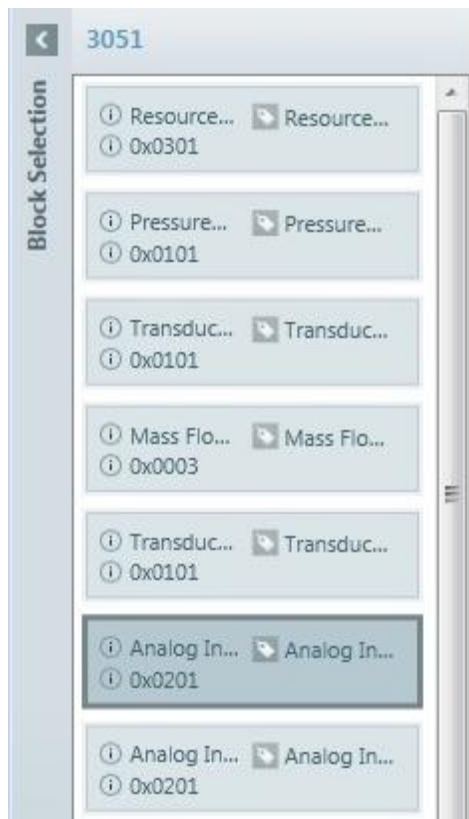 3051
Block Selection
Resource... Resource...
0x0301
Pressure... Pressure...
0x0101
Transduc... Transduc...
0x0101
Mass Flo... Mass Flo...
0x0003
Transduc... Transduc...
0x0101
Analog In... Analog In...
0x0201
Analog In... Analog In...
0x0201